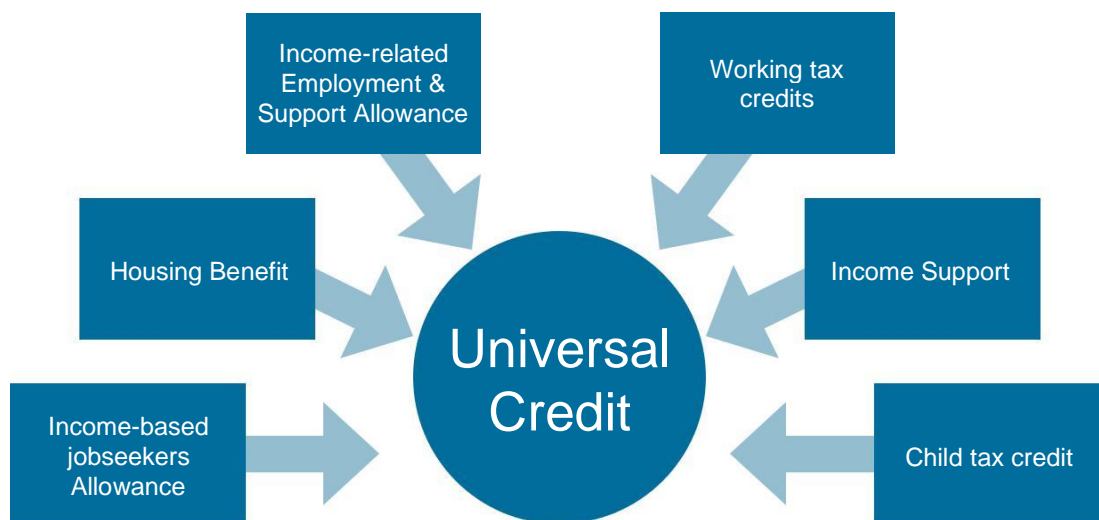 Income-related
Employment &
Support Allowance
Working tax
credits
Housing Benefit
Income Support
Universal
Credit
Income-based
jobseekers
Allowance
Child tax credit